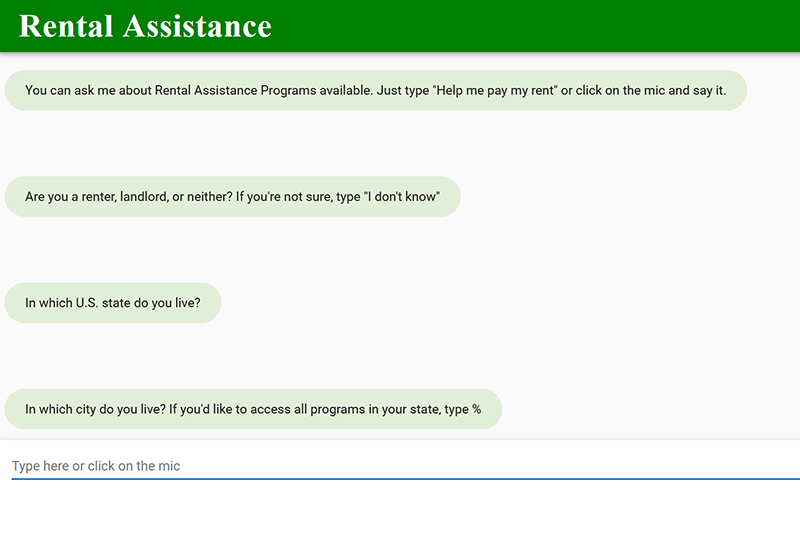 Rental Assistance
You can ask me about Rental Assistance Programs available. Just type "Help me pay my rent" or click on the mic and say it.
Are you a renter, landlord, or neither? If you're not sure, type "I don't know"
In which U.S. state do you live?
In which city do you live? If you'd like to access all programs in your state, type %
Type here or click on the mic